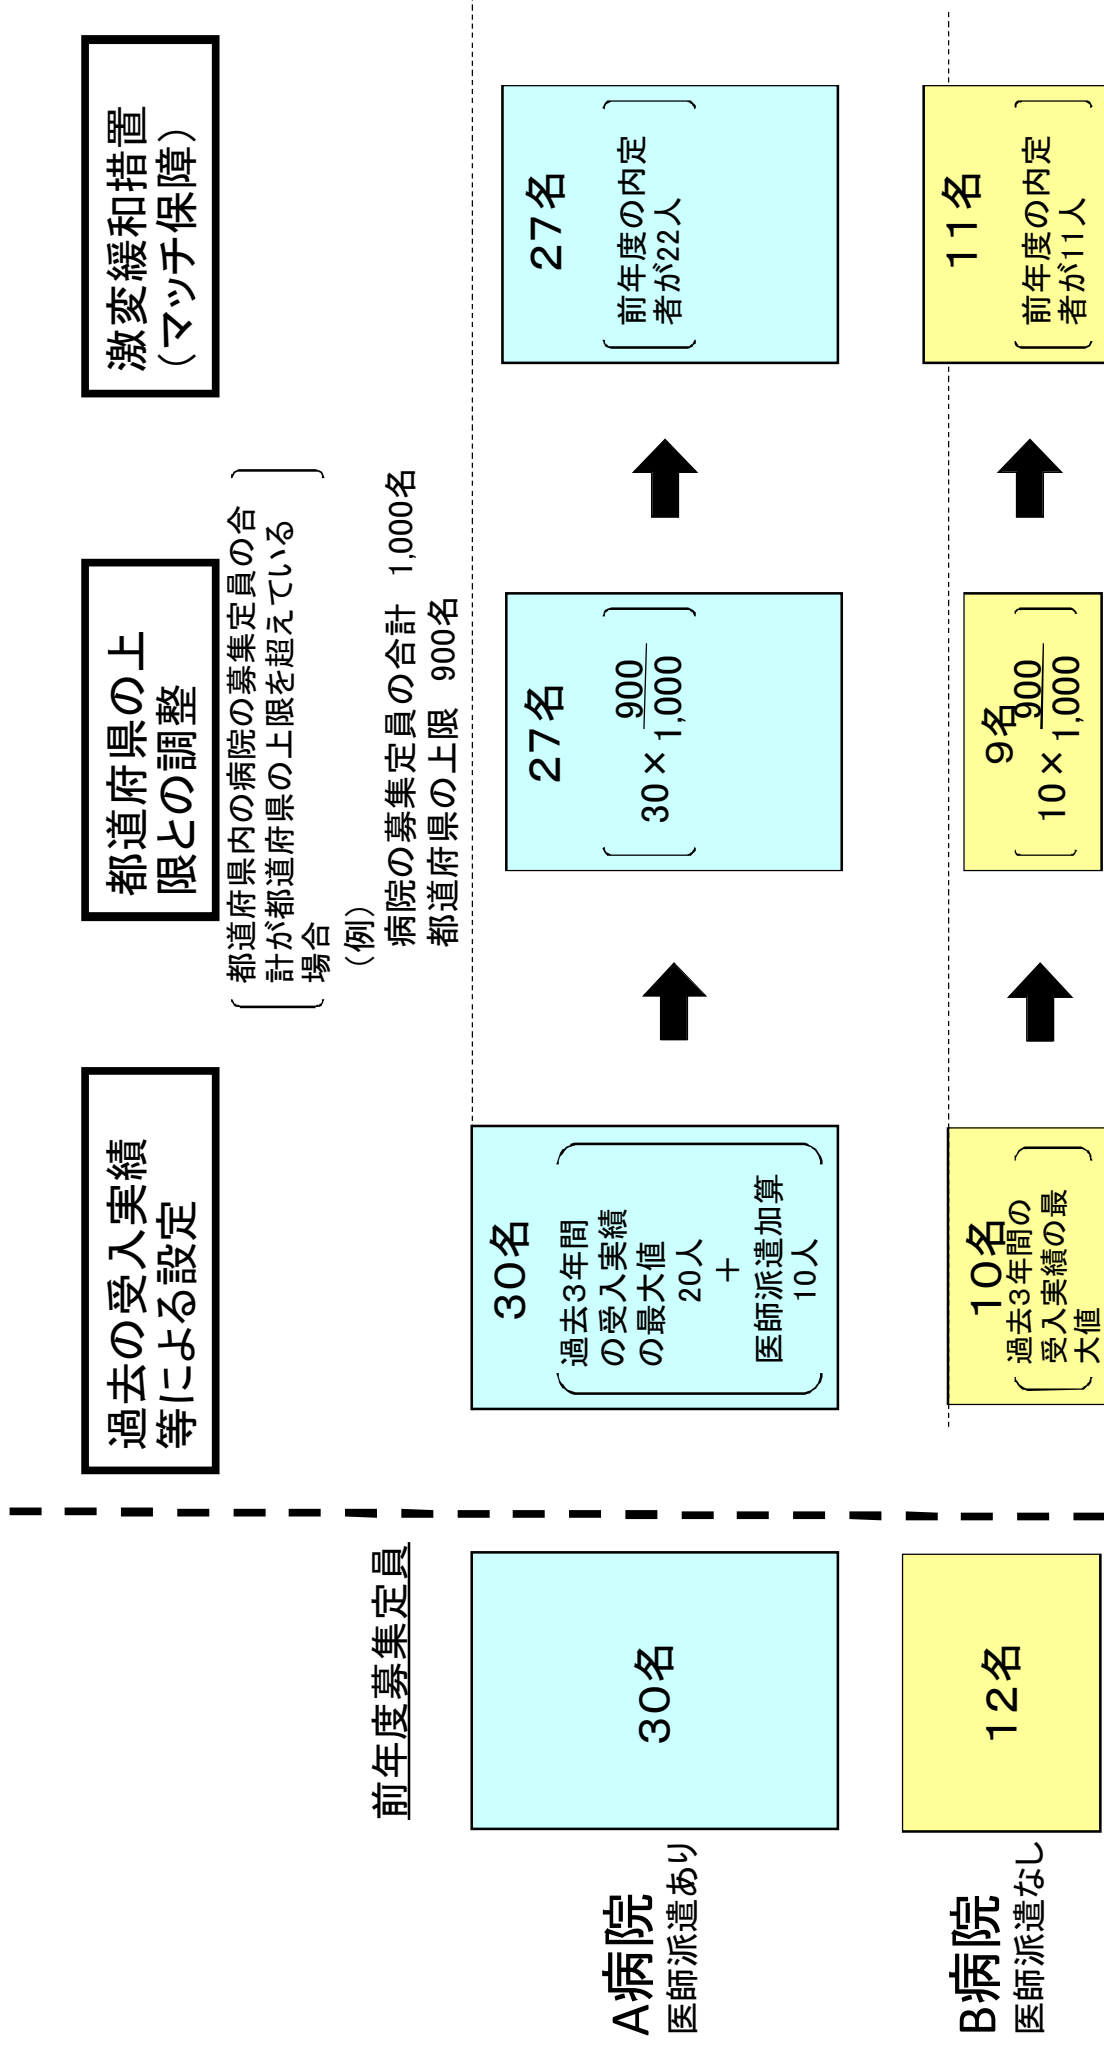 過去の受入実績
等による設定
都道府県の上
限との調整
激変緩和措置
（マッチ保障）
都道府県内の病院の募集定員の合
計が都道府県の上限を超えている
場合
（例）
病院の募集定員の合計 1,000名
都道府県の上限 900名
前年度募集定員
A病院
医師派遣あり
30名
30名
過去3年間
の受入実績
の最大値
20人
＋
医師派遣加算
10人
27名
30×
900
1,000
27名
前年度の内定
者が22人
B病院
医師派遣なし
12名
10名
過去3年間の
受入実績の最
大値
9名
10×
900
1,000
11名
前年度の内定
者が11人